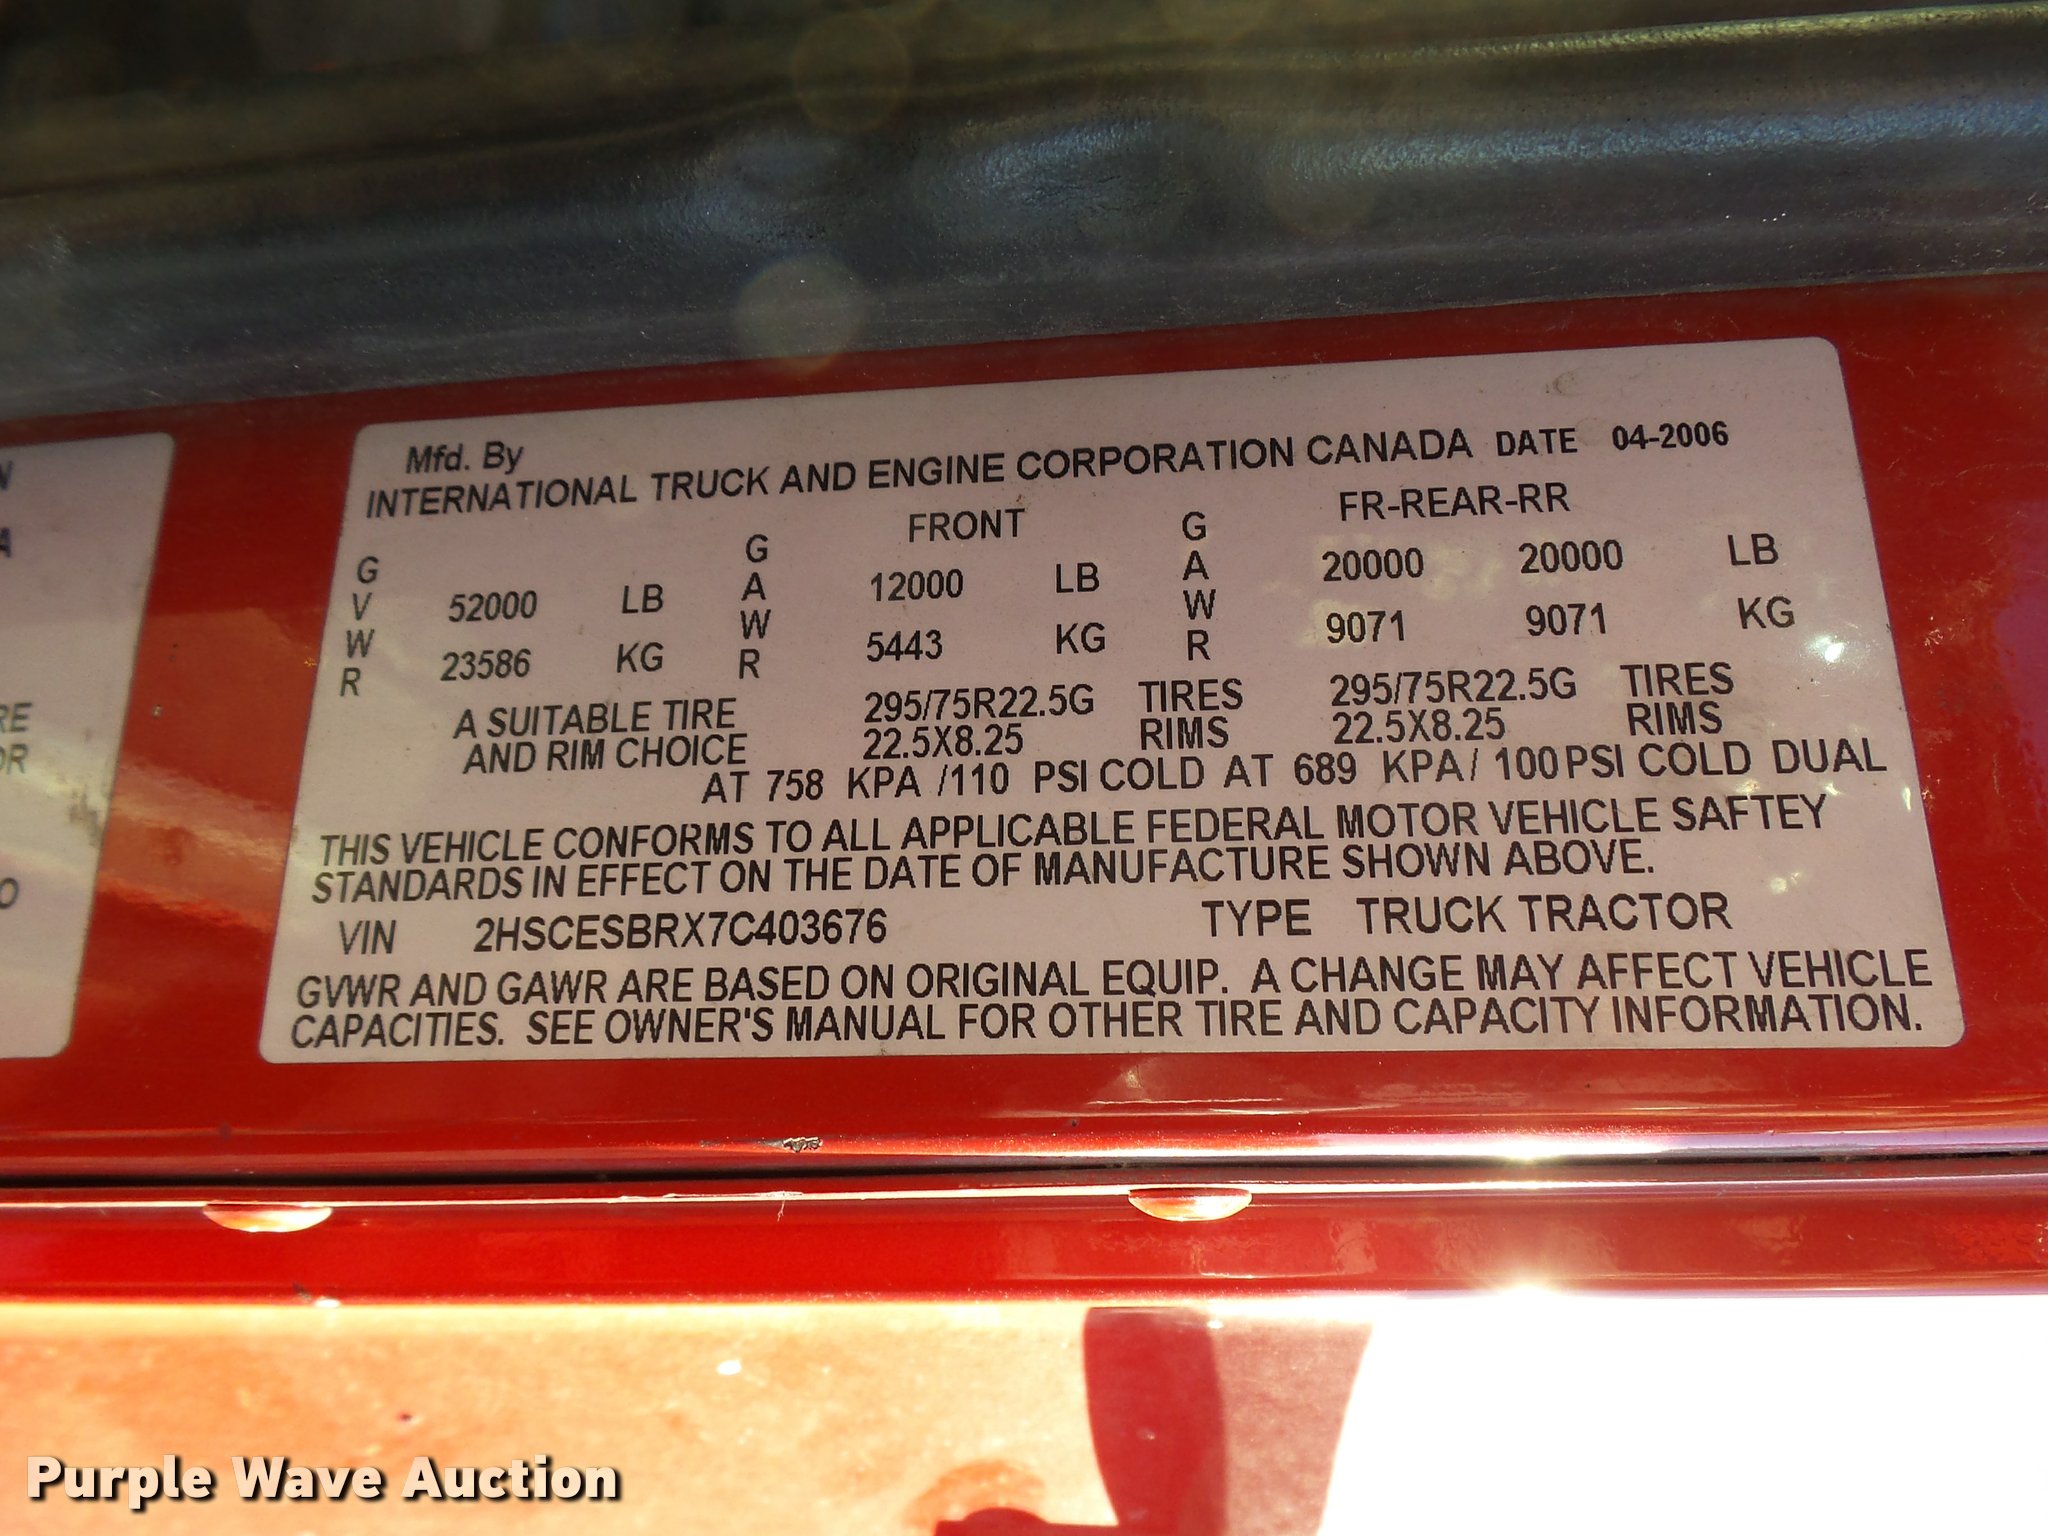 Mfd. By
INTERNATIONAL TRUCK AND ENGINE CORPORATION CANADA DATE 04-2006
FRONT FR-REAR-RR
GVWR 52000 LB GAWR 12000 LB GAWR 20000 20000 LB
23586 KG 5443 KG 9071 9071 KG
A SUITABLE TIRE 295/75R22.5G TIRES 295/75R22.5G TIRES
AND RIM CHOICE 22.5X8.25 RIMS 22.5X8.25 RIMS
AT 758 KPA /110 PSI COLD AT 689 KPA/ 100PSI COLD DUAL
THIS VEHICLE CONFORMS TO ALL APPLICABLE FEDERAL MOTOR VEHICLE SAFTEY
STANDARDS IN EFFECT ON THE DATE OF MANUFACTURE SHOWN ABOVE.
VIN 2HSCESBRX7C403676 TYPE TRUCK TRACTOR
GVWR AND GAWR ARE BASED ON ORIGINAL EQUIP. A CHANGE MAY AFFECT VEHICLE
CAPACITIES. SEE OWNER'S MANUAL FOR OTHER TIRE AND CAPACITY INFORMATION.
Purple Wave Auction